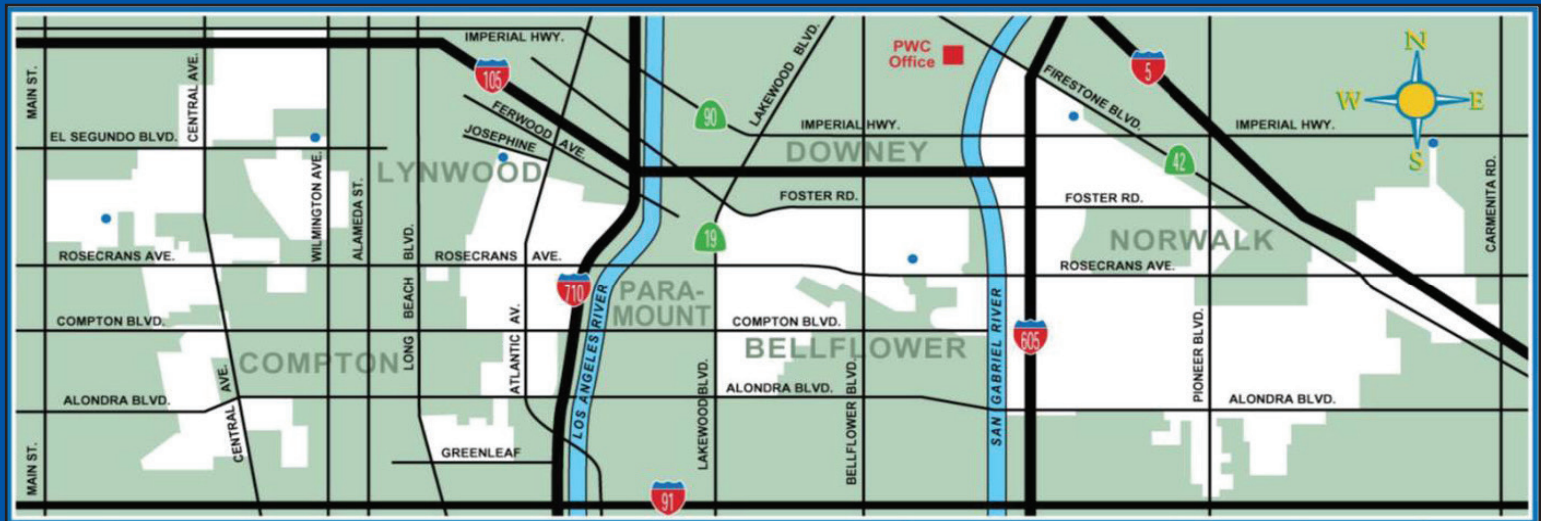 IMPERIAL HWY.
MAIN ST.
CENTRAL AVE.
105
LAKEWOOD BLVD.
PWC
Office
5
N
W E
S
FIRESTONE BLVD.
FERWOOD AVE.
90
EL SEGUNDO BLVD.
JOSEPHINE
IMPERIAL HWY.
IMPERIAL HWY.
LYNWOOD
DOWNEY
42
WILMINGTON AVE.
ALAMEDA ST.
FOSTER RD.
FOSTER RD.
CARMENITA RD.
19
NORWALK
ROSECRANS AVE.
LONG BEACH BLVD.
ROSECRANS AVE.
ROSECRANS AVE.
710
PARA-
MOUNT
LOS ANGELES RIVER
SAN GABRIEL RIVER
COMPTON BLVD.
COMPTON BLVD.
605
PIONEER BLVD.
COMPTON
ATLANTIC AV.
BELLFLOWER
CENTRAL AVE.
LAKEWOOD BLVD.
BELLFLOWER BLVD.
ALONDRA BLVD.
ALONDRA BLVD.
ALONDRA BLVD.
MAIN ST.
GREENLEAF
91